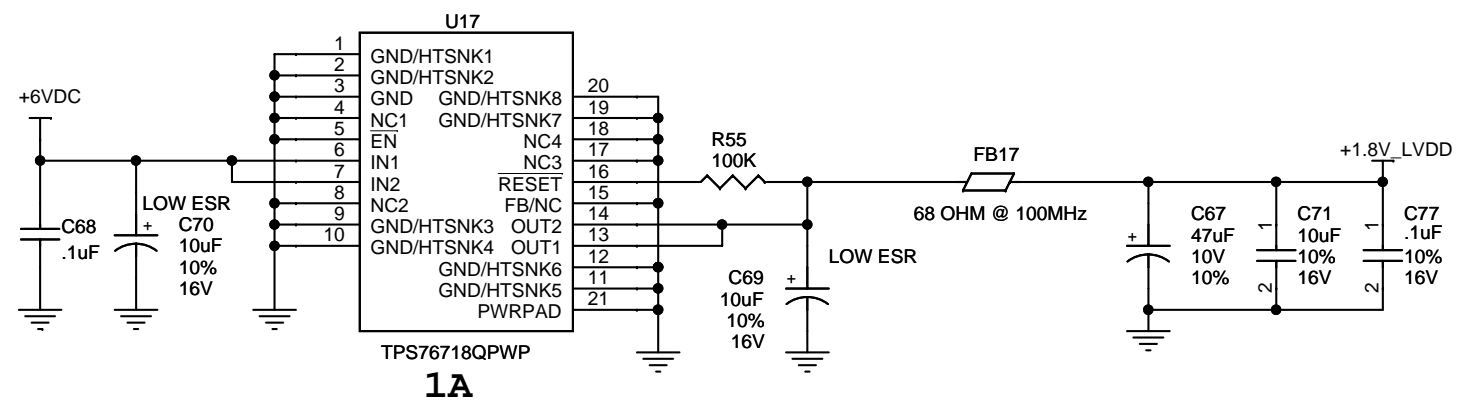 U17
1
GND/HTSNK1
2
GND/HTSNK2
3
GND
4
NC1
5
EN
6
IN1
7
IN2
8
NC2
9
GND/HTSNK3
10
GND/HTSNK4
20
GND/HTSNK8
19
GND/HTSNK7
18
NC4
17
NC3
16
RESET
15
FB/NC
14
OUT2
13
OUT1
12
GND/HTSNK6
11
GND/HTSNK5
21
PWRPAD
TPS76718QPWP
1A
+6VDC
C68
.1uF
LOW ESR
+
C70
10uF
10%
16V
R55
100K
C69
10uF
10%
16V
+
LOW ESR
FB17
68 OHM @ 100MHz
+1.8V_LVDD
+
C67
47uF
10V
10%
1
2
C71
10uF
10%
16V
1
2
C77
.1uF
10%
16V